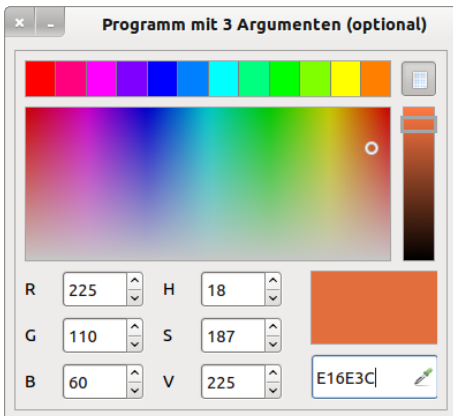 Programm mit 3 Argumenten (optional)
R 225 H 18
G 110 S 187
B 60 V 225
E16E3C